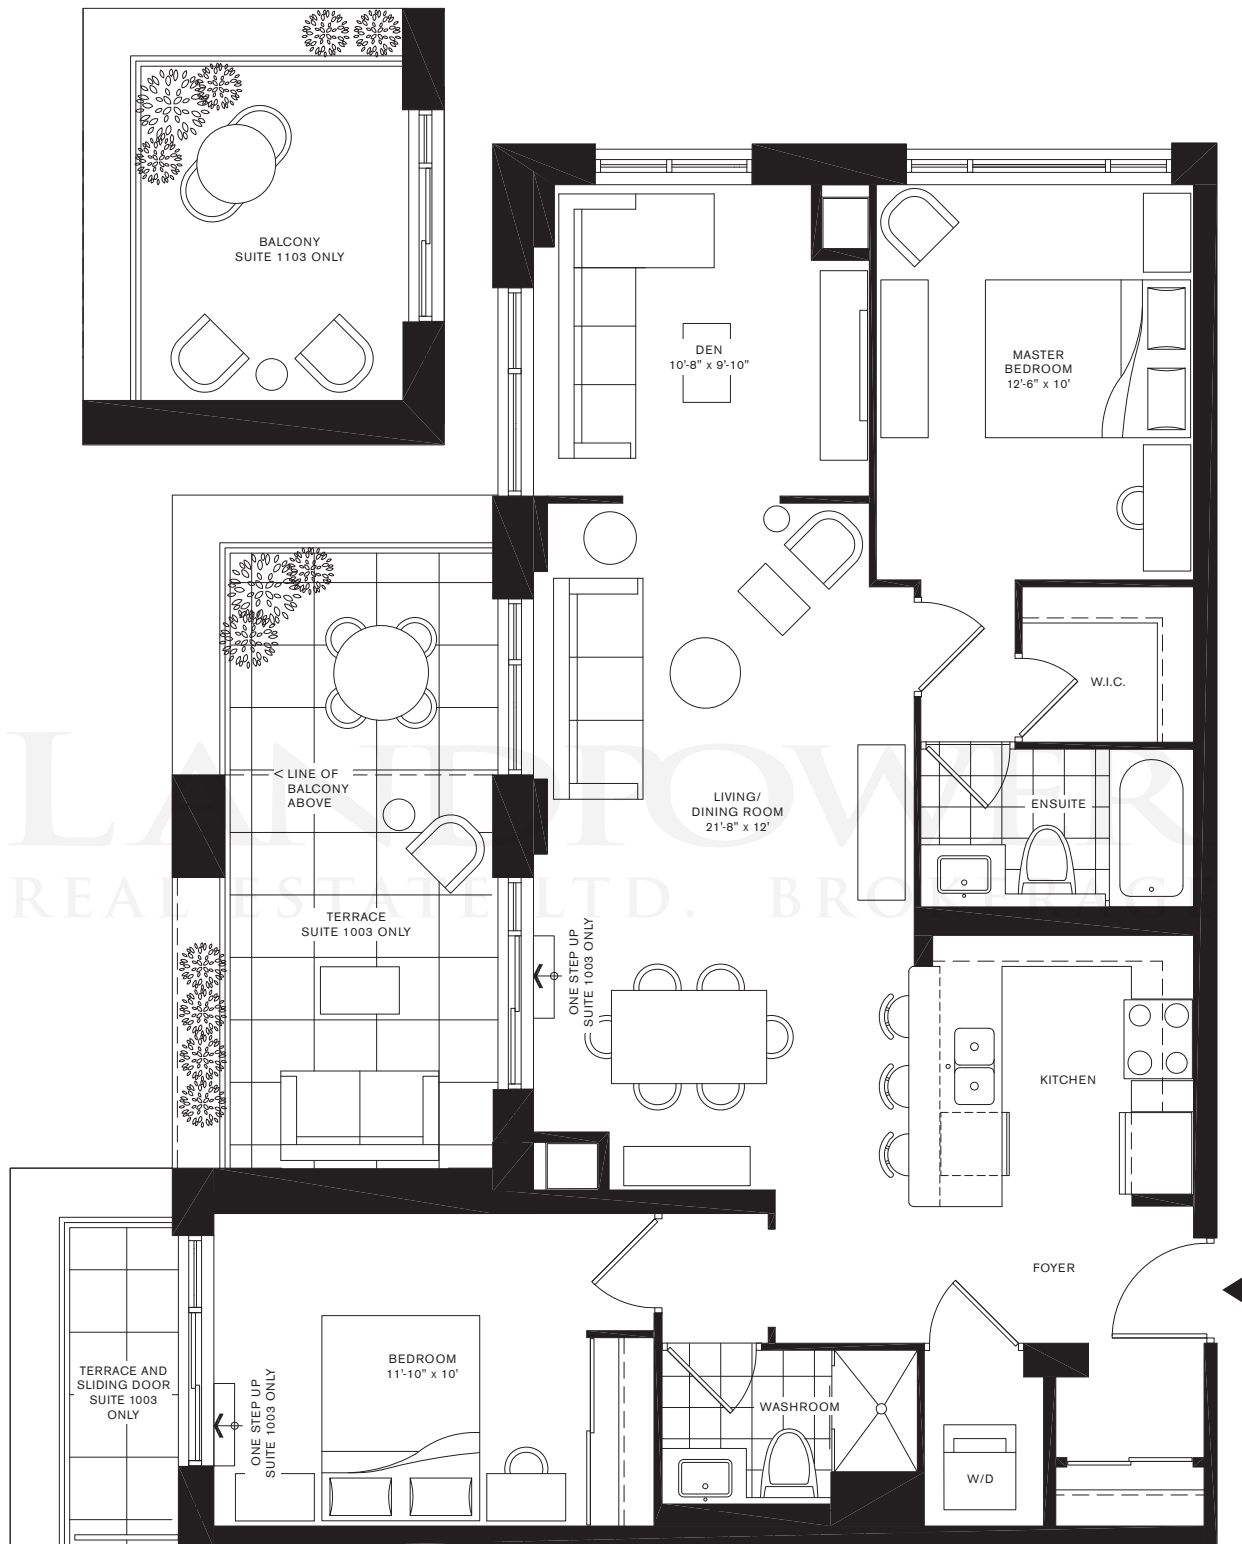 BALCONY
SUITE 1103 ONLY
DEN
10'-8" x 9'-10"
MASTER
BEDROOM
12'-6" x 10'
W.I.C.
< LINE OF
BALCONY
ABOVE
LIVING/
DINING ROOM
21'-8" x 12'
ENSUITE
LANDPOWER
REAL ESTATE LTD. BROKERAGE
TERRACE
SUITE 1003 ONLY
ONE STEP UP
SUITE 1003 ONLY
KITCHEN
FOYER
TERRACE AND
SLIDING DOOR
SUITE 1003
ONLY
ONE STEP UP
SUITE 1003 ONLY
BEDROOM
11'-10" x 10'
WASHROOM
W/D